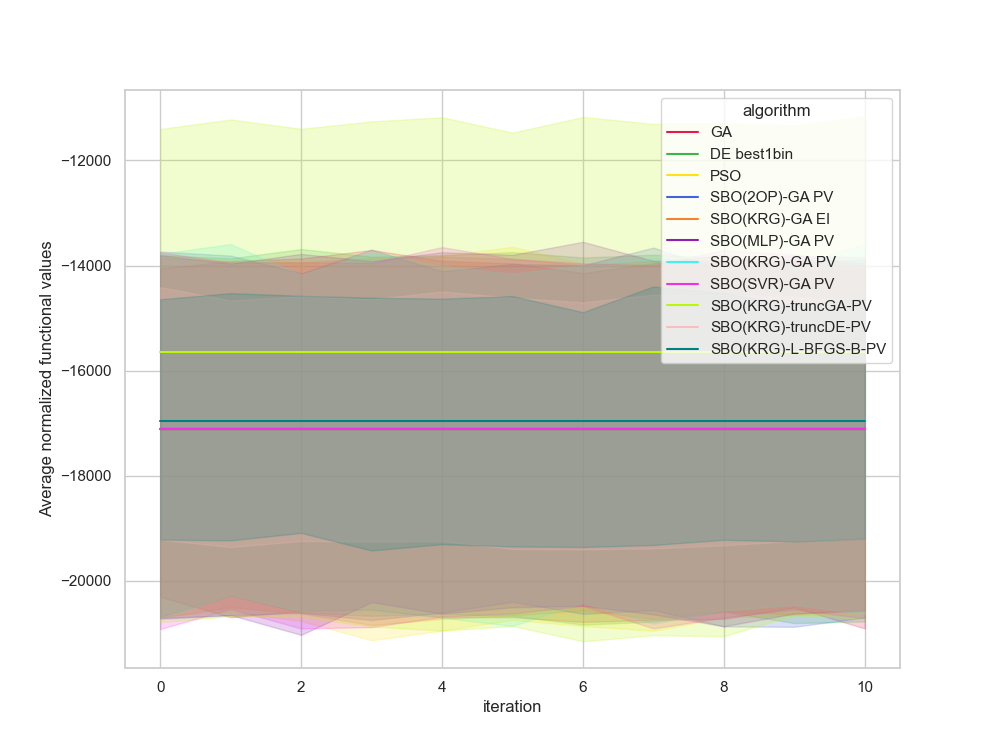 −12000
−14000
−16000
−18000
−20000
Average normalized functional values
0
2
4
6
8
10
iteration
algorithm
GA
DE best1bin
PSO
SBO(2OP)-GA PV
SBO(KRG)-GA EI
SBO(MLP)-GA PV
SBO(KRG)-GA PV
SBO(SVR)-GA PV
SBO(KRG)-truncGA-PV
SBO(KRG)-truncDE-PV
SBO(KRG)-L-BFGS-B-PV